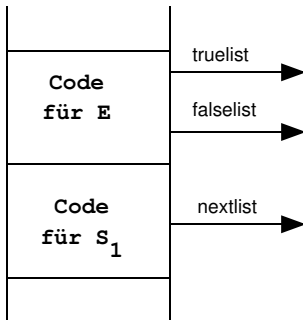 truelist
Code
für E
falselist
Code
für S1
nextlist